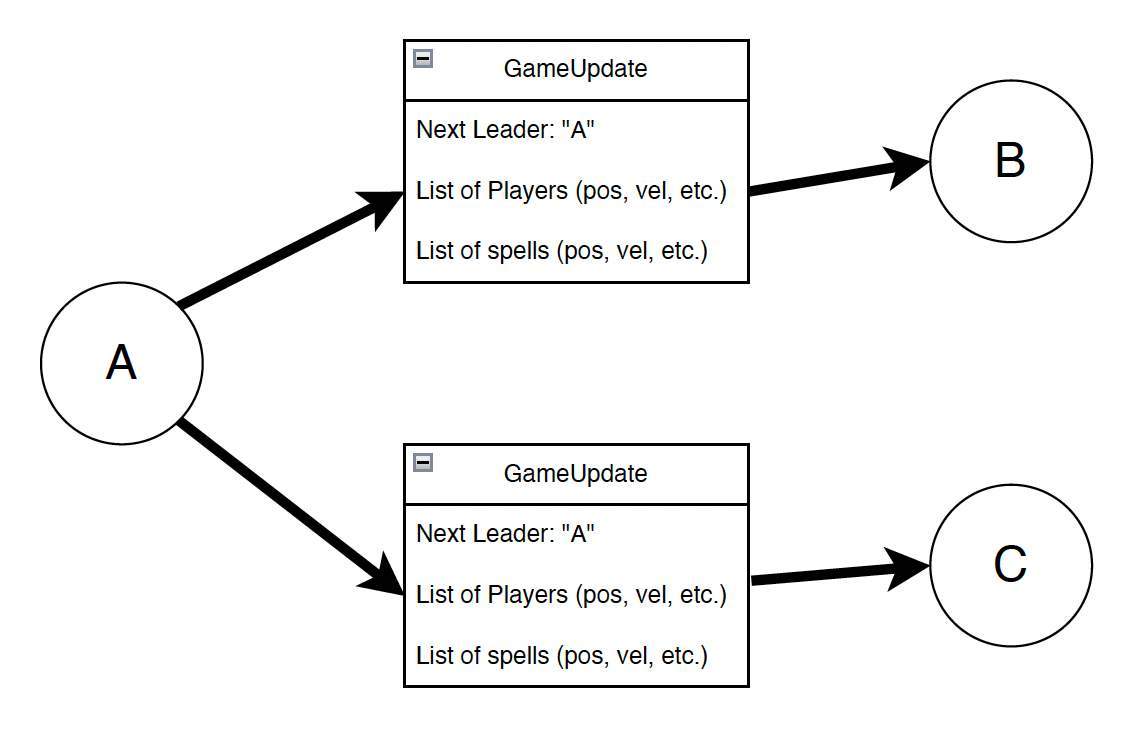 GameUpdate
Next Leader: "A"
List of Players (pos, vel, etc.)
List of spells (pos, vel, etc.)
B
A
GameUpdate
Next Leader: "A"
List of Players (pos, vel, etc.)
List of spells (pos, vel, etc.)
C